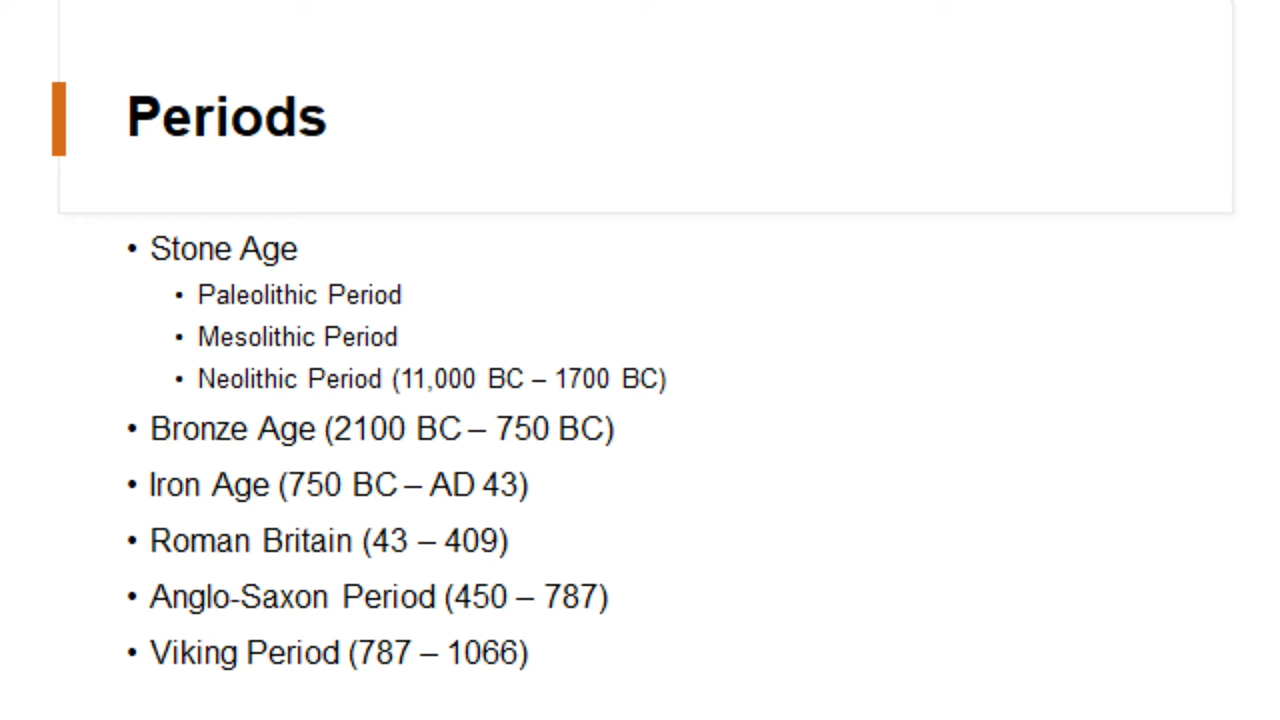 Periods
• Stone Age
• Paleolithic Period
• Mesolithic Period
• Neolithic Period (11,000 BC – 1700 BC)
• Bronze Age (2100 BC – 750 BC)
• Iron Age (750 BC – AD 43)
• Roman Britain (43 – 409)
• Anglo-Saxon Period (450 – 787)
• Viking Period (787 – 1066)